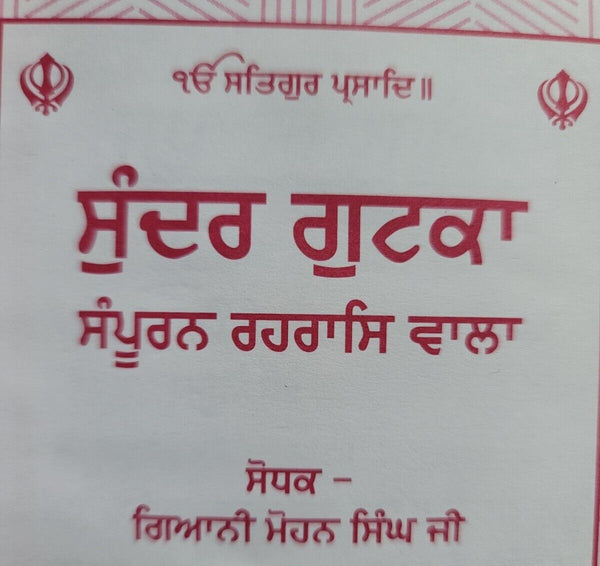 ੴ ਸਤਿਗੁਰ ਪ੍ਰਸਾਦਿ॥
ਸੁੰਦਰ ਗੁਟਕਾ
ਸੰਪੂਰਨ ਰਹਰਾਸਿ ਵਾਲਾ
ਸੋਧਕ –
ਗਿਆਨੀ ਮੋਹਨ ਸਿੰਘ ਜੀ